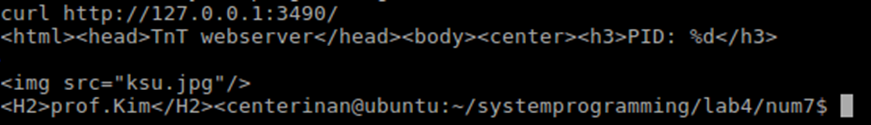 curl http://127.0.0.1:3490/
<html><head>TnT webserver</head><body><center><h3>PID: %d</h3>
<img src="ksu.jpg"/>
<H2>prof.Kim</H2><centerinan@ubuntu:~/systemprogramming/lab4/num7$